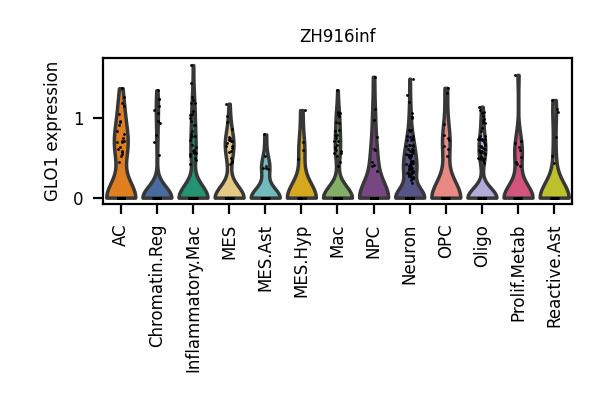 ZH916inf
GLO1 expression
1
0
AC
Chromatin.Reg
Inflammatory.Mac
MES
MES.Ast
MES.Hyp
Mac
NPC
Neuron
OPC
Oligo
Prolif.Metab
Reactive.Ast